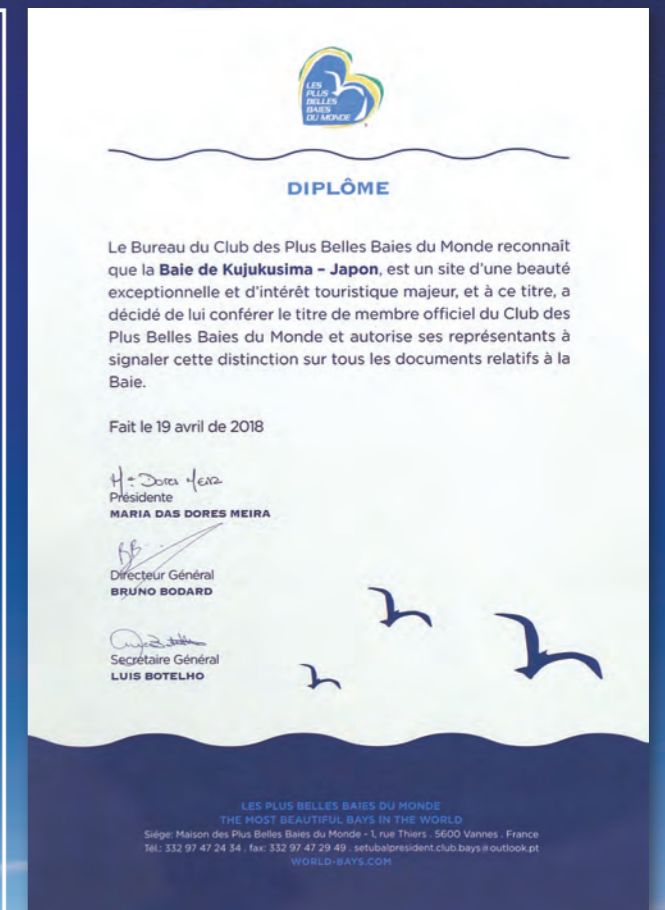 LES
PLUS
BELLES
BAIES
DU MONDE
DIPLÔME
Le Bureau du Club des Plus Belles Baies du Monde reconnaît
que la Baie de Kujukusima – Japon, est un site d'une beauté
exceptionnelle et d'intérêt touristique majeur, et à ce titre, a
décidé de lui conférer le titre de membre officiel du Club des
Plus Belles Baies du Monde et autorise ses représentants à
signaler cette distinction sur tous les documents relatifs à la
Baie.
Fait le 19 avril de 2018
Présidente
MARIA DAS DORES MEIRA
Directeur Général
BRUNO BODARD
Secrétaire Général
LUIS BOTELHO
LES PLUS BELLES BAIES DU MONDE
THE MOST BEAUTIFUL BAYS IN THE WORLD
Siége: Maison des Plus Belles Baies du Monde - 1, rue Thiers . 5600 Vannes . France
Tél.: 332 97 47 24 34 . fax: 332 97 47 29 49 . setubalpresident.club.bays@outlook.pt
WORLD-BAYS.COM